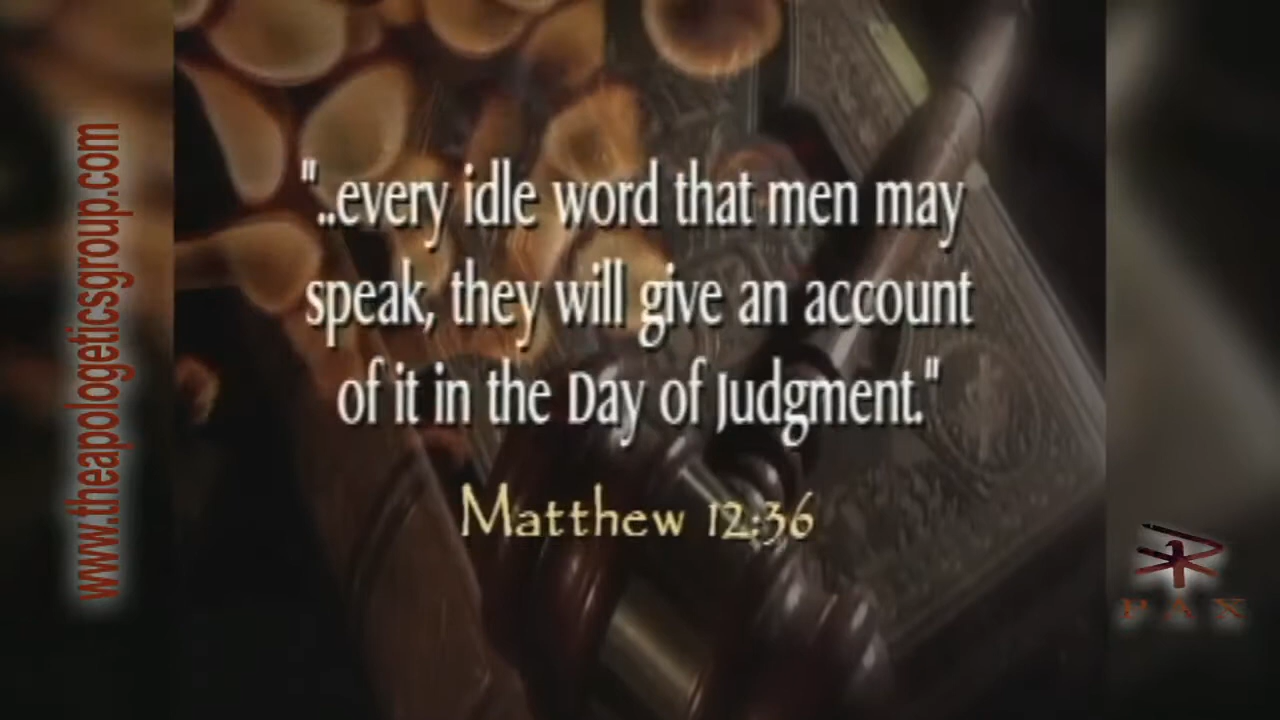 "..every idle word that men may
speak, they will give an account
of it in the Day of Judgment."
Matthew 12:36
www.theapologeticsgroup.com
PAX